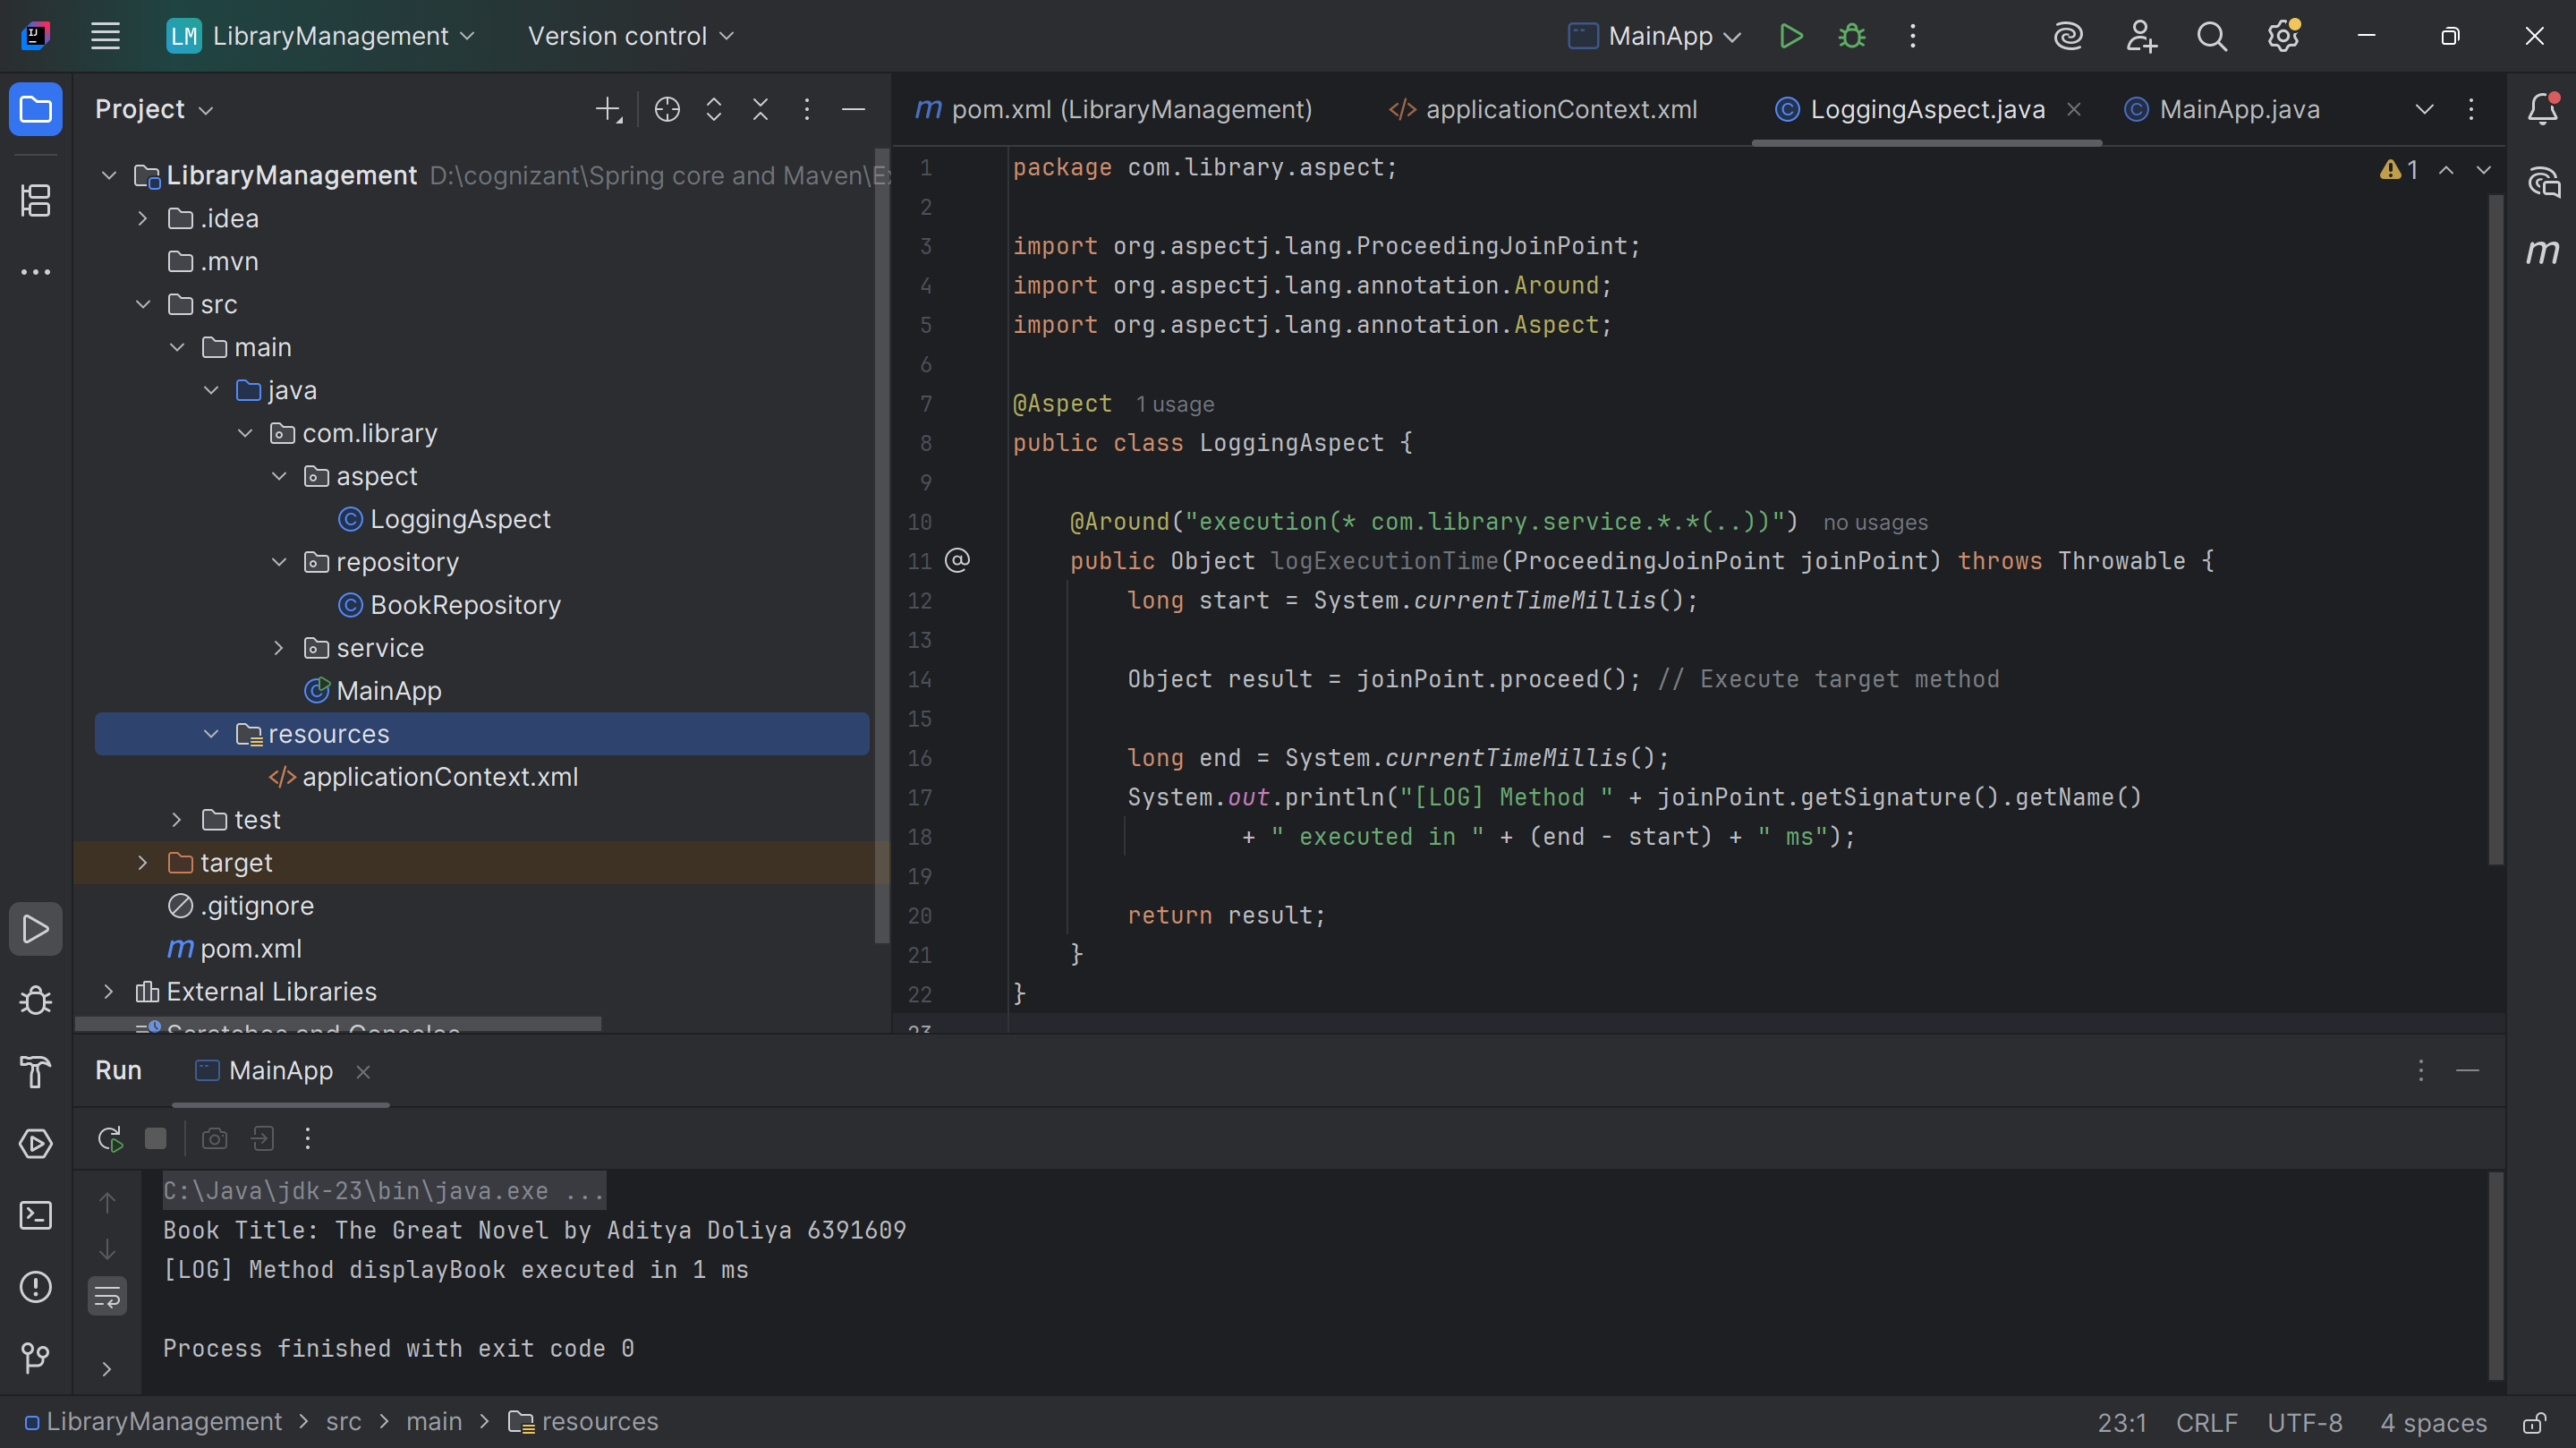 LM LibraryManagement Version control MainApp
Project
LibraryManagement D:\cognizant\Spring core and Maven\E
.idea
.mvn
src
main
java
com.library
aspect
LoggingAspect
repository
BookRepository
service
MainApp
resources
applicationContext.xml
test
target
.gitignore
pom.xml
External Libraries
Scratches and Consoles
pom.xml (LibraryManagement) applicationContext.xml LoggingAspect.java MainApp.java
1 package com.library.aspect; 1
2
3 import org.aspectj.lang.ProceedingJoinPoint;
4 import org.aspectj.lang.annotation.Around;
5 import org.aspectj.lang.annotation.Aspect;
6
7 @Aspect 1 usage
8 public class LoggingAspect {
9
10 @Around("execution(* com.library.service.*.*(..))") no usages
11 public Object logExecutionTime(ProceedingJoinPoint joinPoint) throws Throwable {
12 long start = System.currentTimeMillis();
13
14 Object result = joinPoint.proceed(); // Execute target method
15
16 long end = System.currentTimeMillis();
17 System.out.println("[LOG] Method " + joinPoint.getSignature().getName()
18 + " executed in " + (end - start) + " ms");
19
20 return result;
21 }
22 }
23
Run MainApp
C:\Java\jdk-23\bin\java.exe ...
Book Title: The Great Novel by Aditya Doliya 6391609
[LOG] Method displayBook executed in 1 ms
Process finished with exit code 0
LibraryManagement > src > main > resources 23:1 CRLF UTF-8 4 spaces